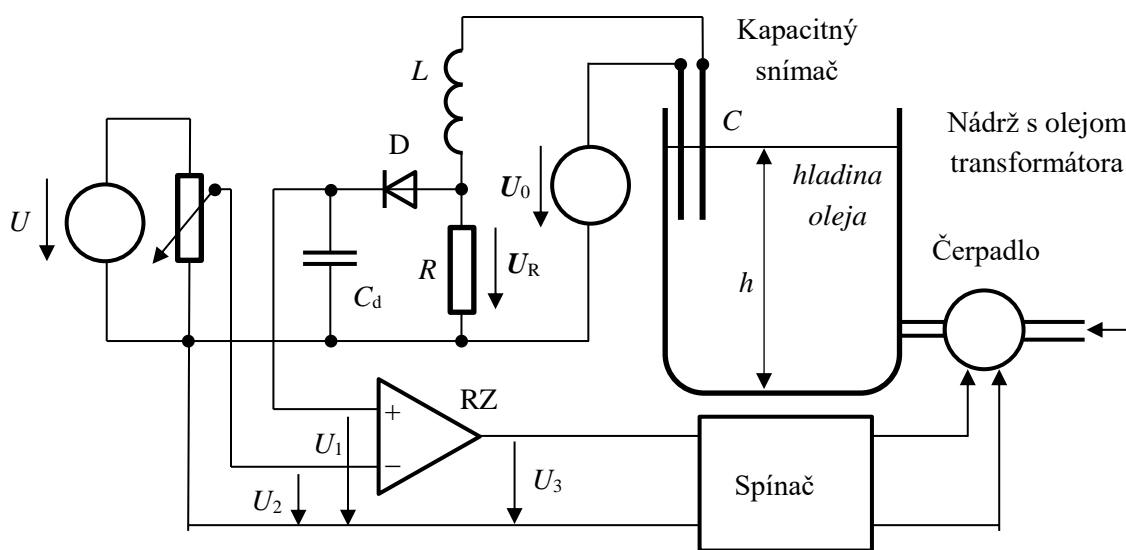 Kapacitný
snímač
L
C
Nádrž s olejom
transformátora
D
hladina
oleja
U
U0
Čerpadlo
R
UR
Cd
h
RZ
+
U1
−
U3
U2
Spínač